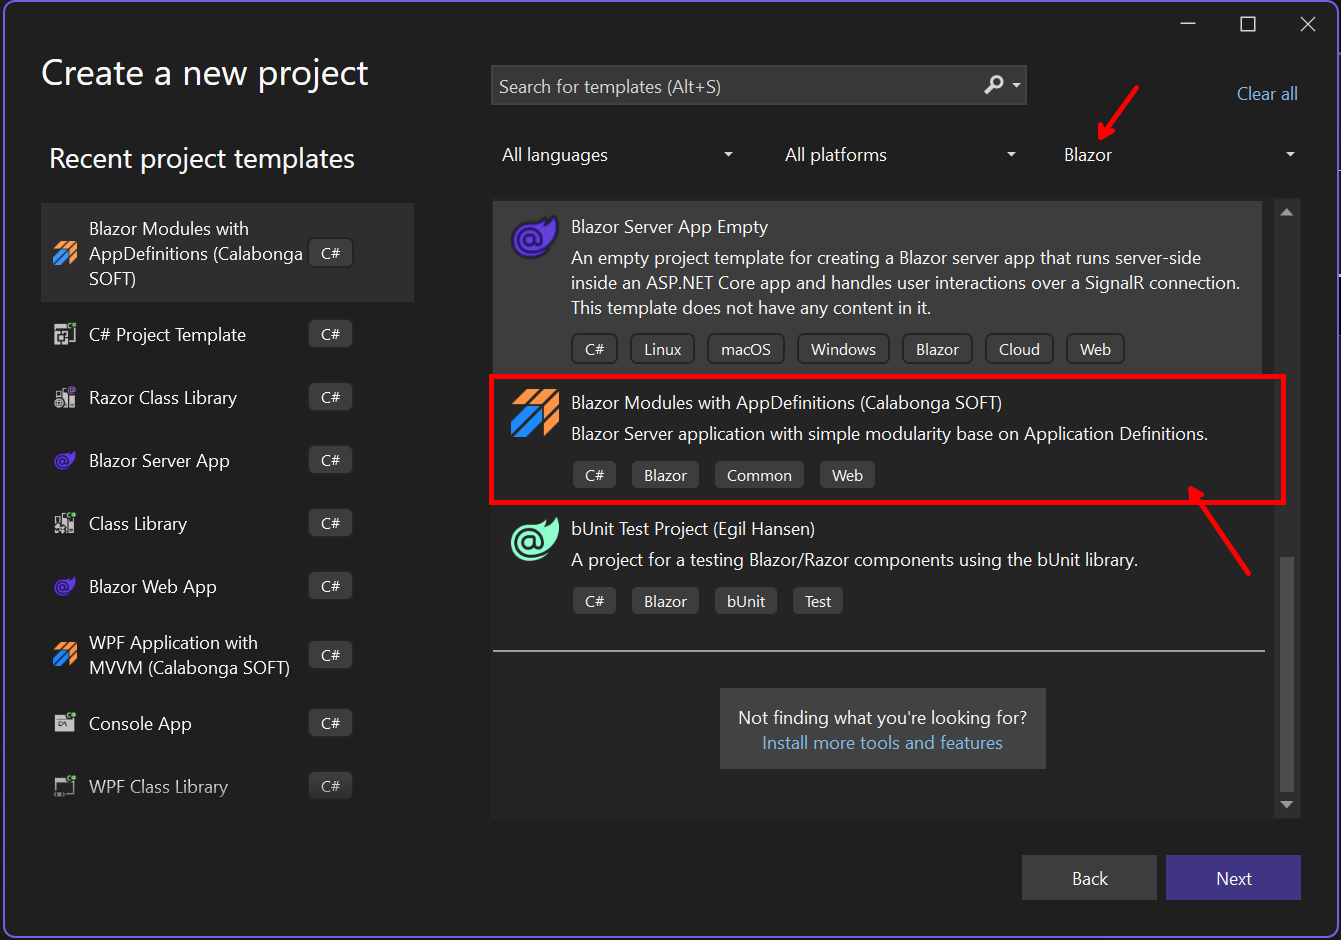 Create a new project
Search for templates (Alt+S)
Clear all
All languages
All platforms
Blazor
Recent project templates
Blazor Modules with
AppDefinitions (Calabonga
SOFT)
C#
C# Project Template
C#
Razor Class Library
C#
Blazor Server App
C#
Class Library
C#
Blazor Web App
C#
WPF Application with
MVVM (Calabonga SOFT)
C#
Console App
C#
WPF Class Library
C#
Blazor Server App Empty
An empty project template for creating a Blazor server app that runs server-side
inside an ASP.NET Core app and handles user interactions over a SignalR connection.
This template does not have any content in it.
C# Linux macOS Windows Blazor Cloud Web
Blazor Modules with AppDefinitions (Calabonga SOFT)
Blazor Server application with simple modularity base on Application Definitions.
C# Blazor Common Web
bUnit Test Project (Egil Hansen)
A project for a testing Blazor/Razor components using the bUnit library.
C# Blazor bUnit Test
Not finding what you're looking for?
Install more tools and features
Back
Next